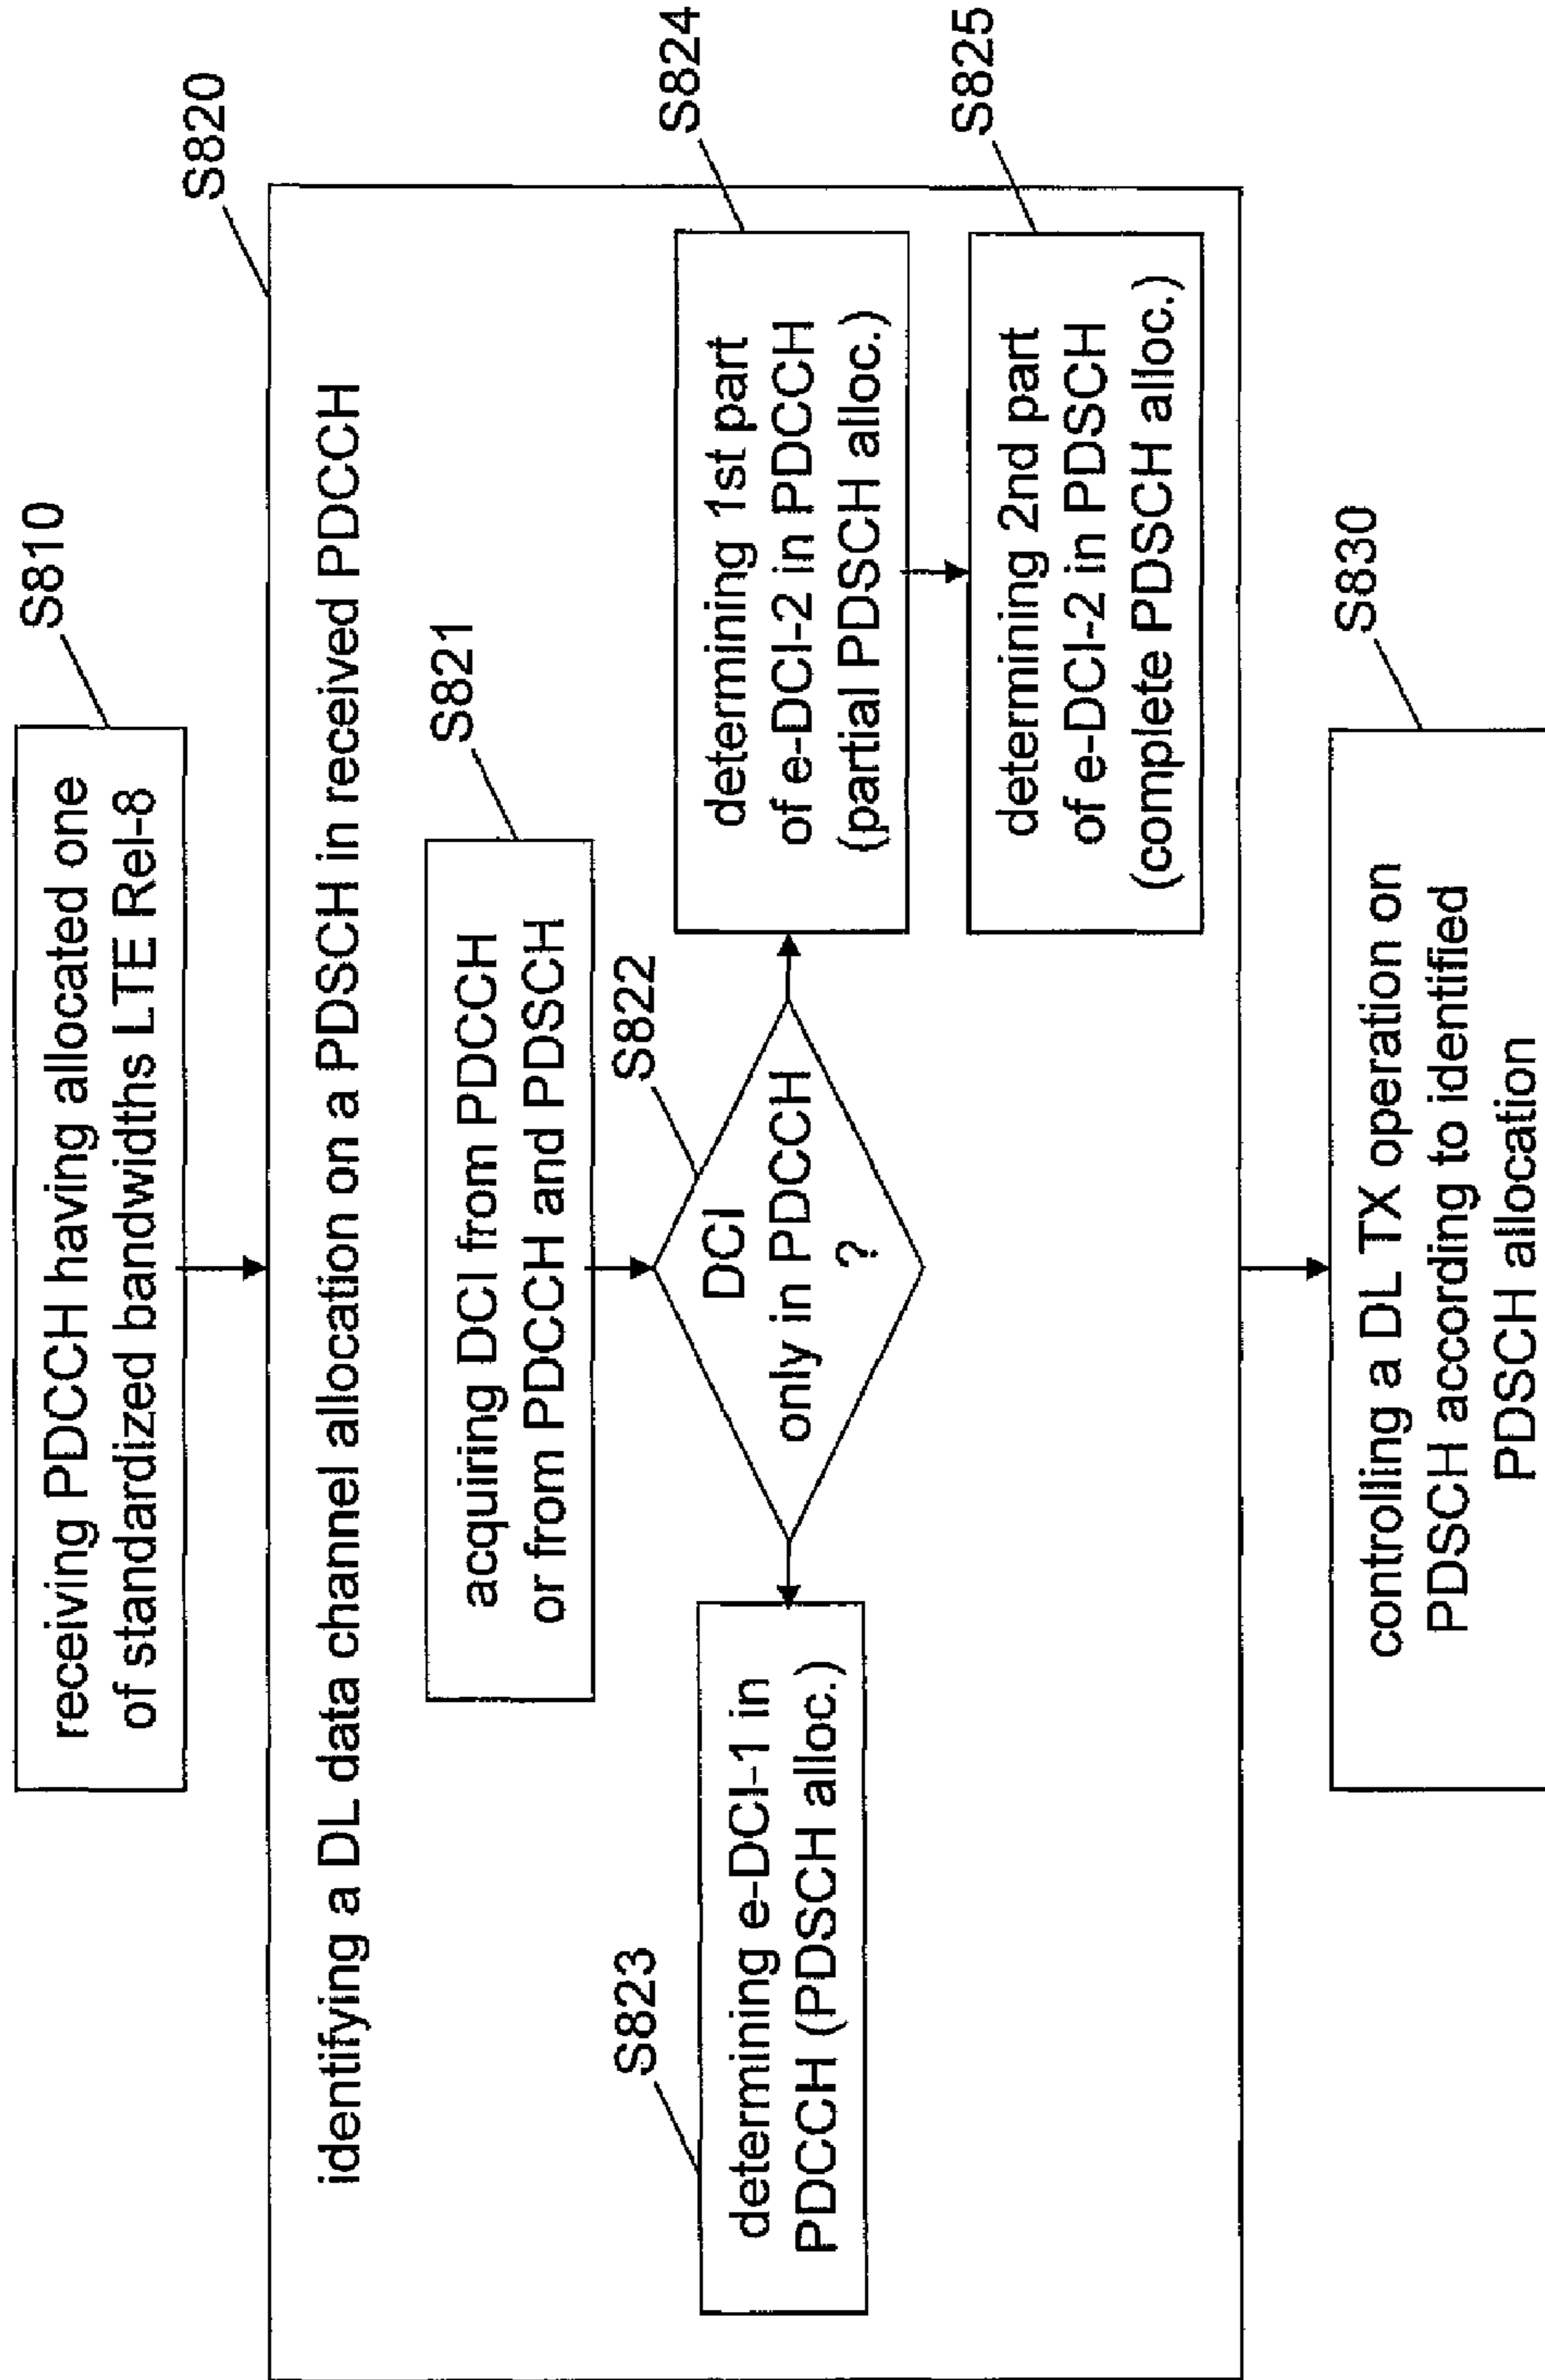 S810
receiving PDCCH having allocated one
of standardized bandwidths LTE Rel-8
S820
identifying a DL data channel allocation on a PDSCH in received PDCCH
S821
acquiring DCI from PDCCH
or from PDCCH and PDSCH
S822
DCI
only in PDCCH
?
S823
determining e-DCI-1 in
PDCCH (PDSCH alloc.)
S824
determining 1st part
of e-DCI-2 in PDCCH
(partial PDSCH alloc.)
S825
determining 2nd part
of e-DCI-2 in PDSCH
(complete PDSCH alloc.)
S830
controlling a DL TX operation on
PDSCH according to identified
PDSCH allocation